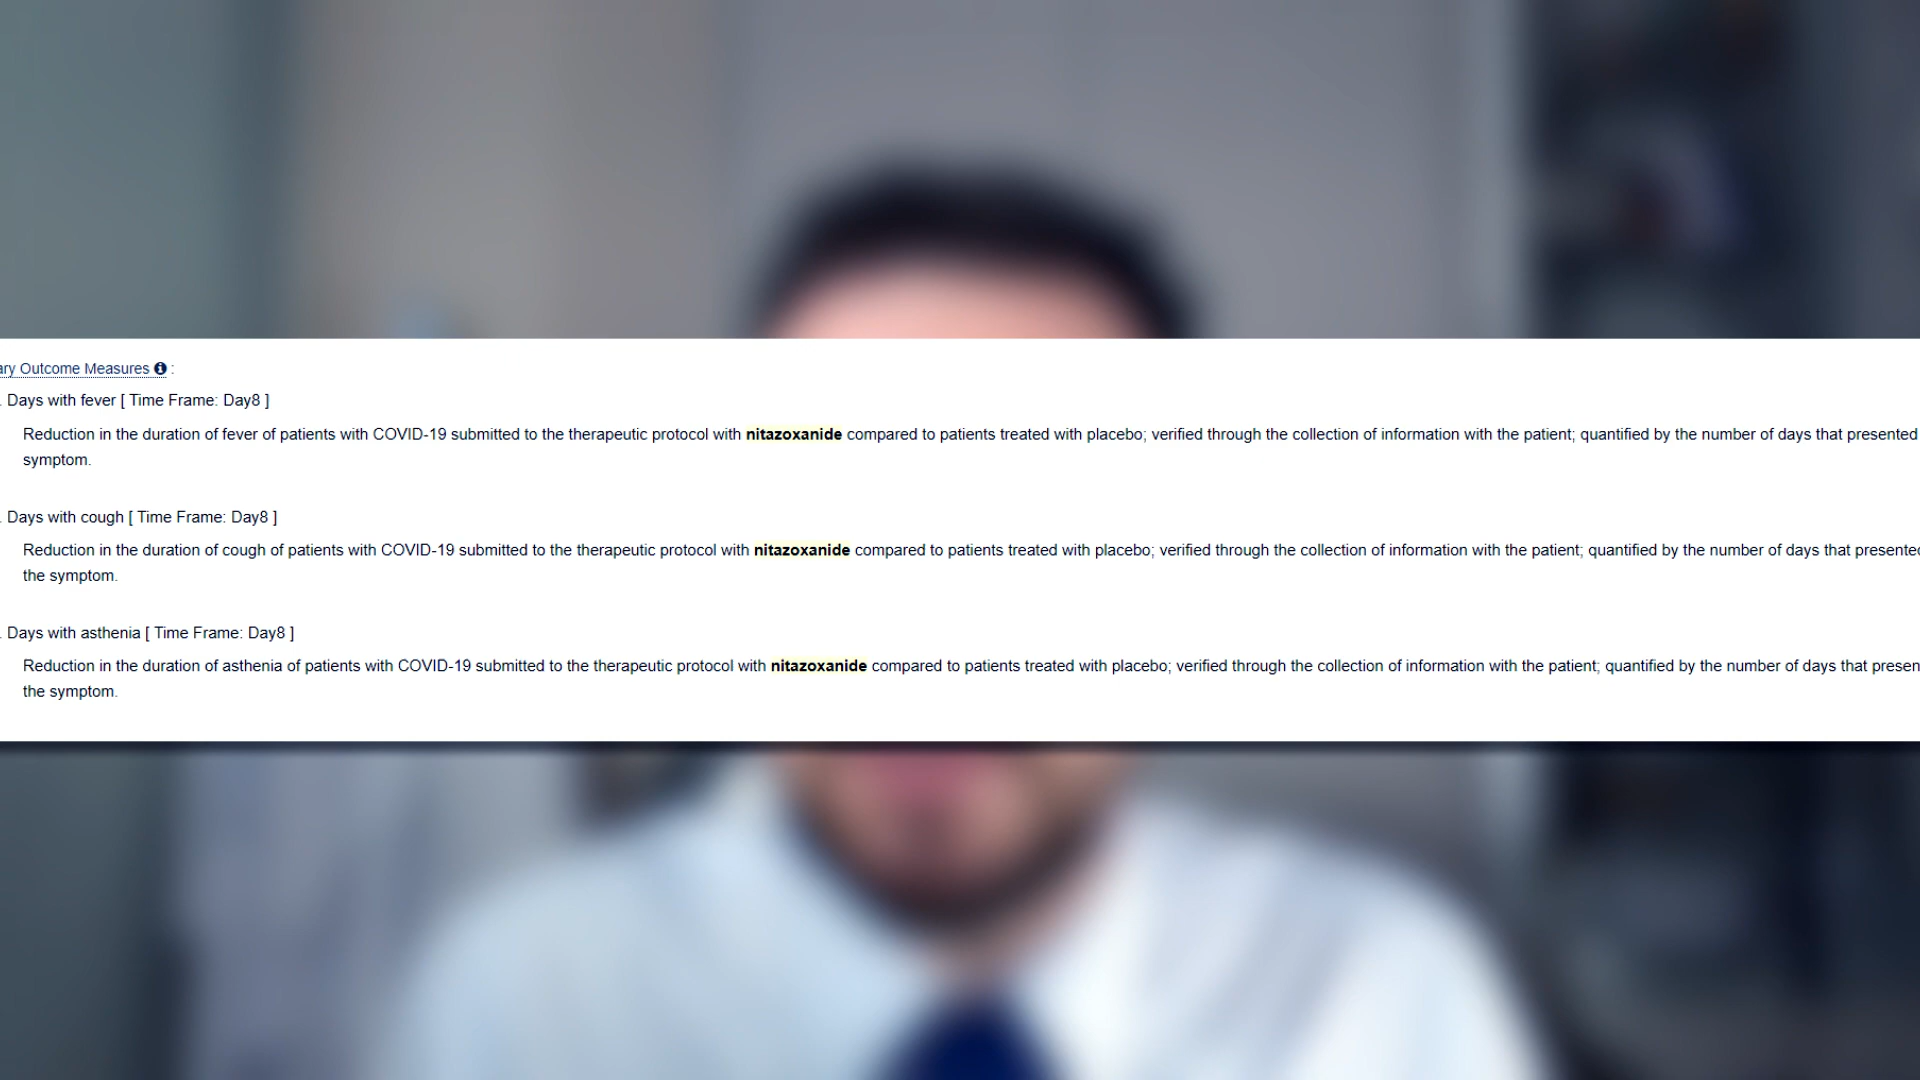 ary Outcome Measures :
. Days with fever [ Time Frame: Day8 ]
Reduction in the duration of fever of patients with COVID-19 submitted to the therapeutic protocol with nitazoxanide compared to patients treated with placebo; verified through the collection of information with the patient; quantified by the number of days that presented
symptom.
. Days with cough [ Time Frame: Day8 ]
Reduction in the duration of cough of patients with COVID-19 submitted to the therapeutic protocol with nitazoxanide compared to patients treated with placebo; verified through the collection of information with the patient; quantified by the number of days that presented
the symptom.
. Days with asthenia [ Time Frame: Day8 ]
Reduction in the duration of asthenia of patients with COVID-19 submitted to the therapeutic protocol with nitazoxanide compared to patients treated with placebo; verified through the collection of information with the patient; quantified by the number of days that presen
the symptom.